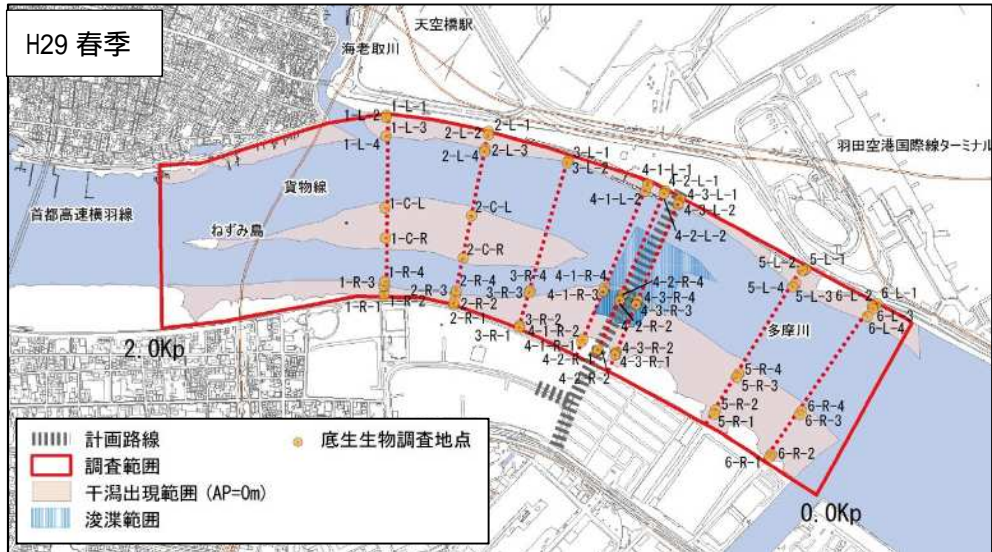 H29 春季
天空橋駅
海老取川
羽田空港国際線ターミナル
首都高速横羽線
貨物線
ねずみ島
多摩川
1-L-1
1-L-2
1-L-3
1-L-4
1-C-L
1-C-R
1-R-4
1-R-3
1-R-2
1-R-1
2-L-1
2-L-2
2-L-3
2-L-4
2-C-L
2-C-R
2-R-4
2-R-3
2-R-2
2-R-1
3-L-1
3-L-2
3-R-4
3-R-3
3-R-2
3-R-1
4-1-L-1
4-1-L-2
4-1-R-4
4-1-R-3
4-1-R-2
4-1-R-1
4-2-L-1
4-2-L-2
4-2-R-4
4-2-R-2
4-2-R-1
4-2-R-2
4-3-L-1
4-3-L-2
4-3-R-4
4-3-R-3
4-3-R-2
4-3-R-1
5-L-1
5-L-2
5-L-3
5-L-4
5-R-4
5-R-3
5-R-2
5-R-1
6-L-1
6-L-2
6-L-3
6-L-4
6-R-4
6-R-3
6-R-2
6-R-1
2.0Kp
0.0Kp
計画路線
調査範囲
干潟出現範囲 (AP=0m)
浚渫範囲
底生生物調査地点